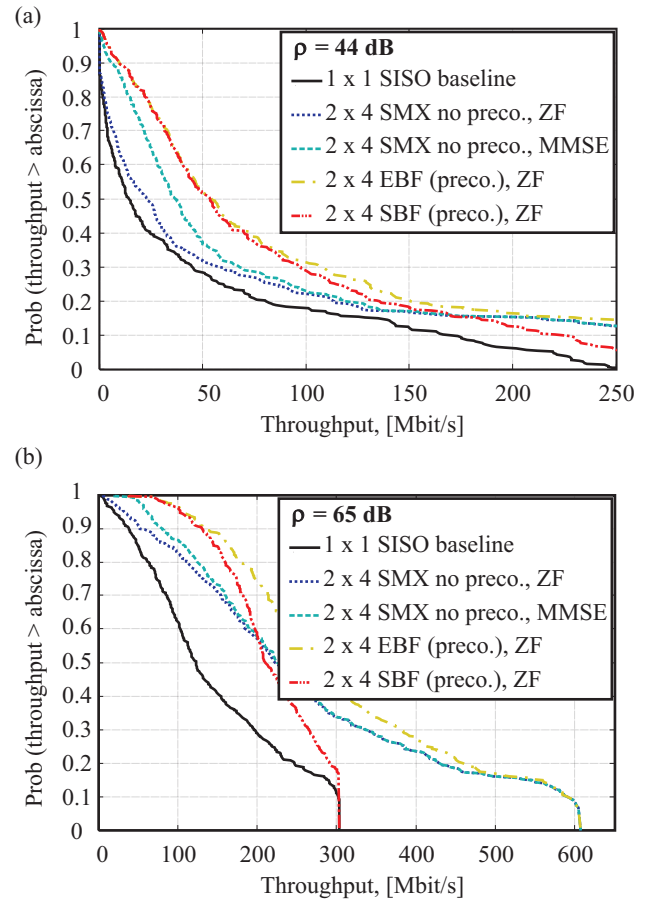 (a)
1
0.9
0.8
0.7
0.6
0.5
0.4
0.3
0.2
0.1
0
Prob (throughput > abscissa)
ρ = 44 dB
1 x 1 SISO baseline
2 x 4 SMX no preco., ZF
2 x 4 SMX no preco., MMSE
2 x 4 EBF (preco.), ZF
2 x 4 SBF (preco.), ZF
0 50 100 150 200 250
Throughput, [Mbit/s]
(b)
1
0.9
0.8
0.7
0.6
0.5
0.4
0.3
0.2
0.1
0
Prob (throughput > abscissa)
ρ = 65 dB
1 x 1 SISO baseline
2 x 4 SMX no preco., ZF
2 x 4 SMX no preco., MMSE
2 x 4 EBF (preco.), ZF
2 x 4 SBF (preco.), ZF
0 100 200 300 400 500 600
Throughput, [Mbit/s]